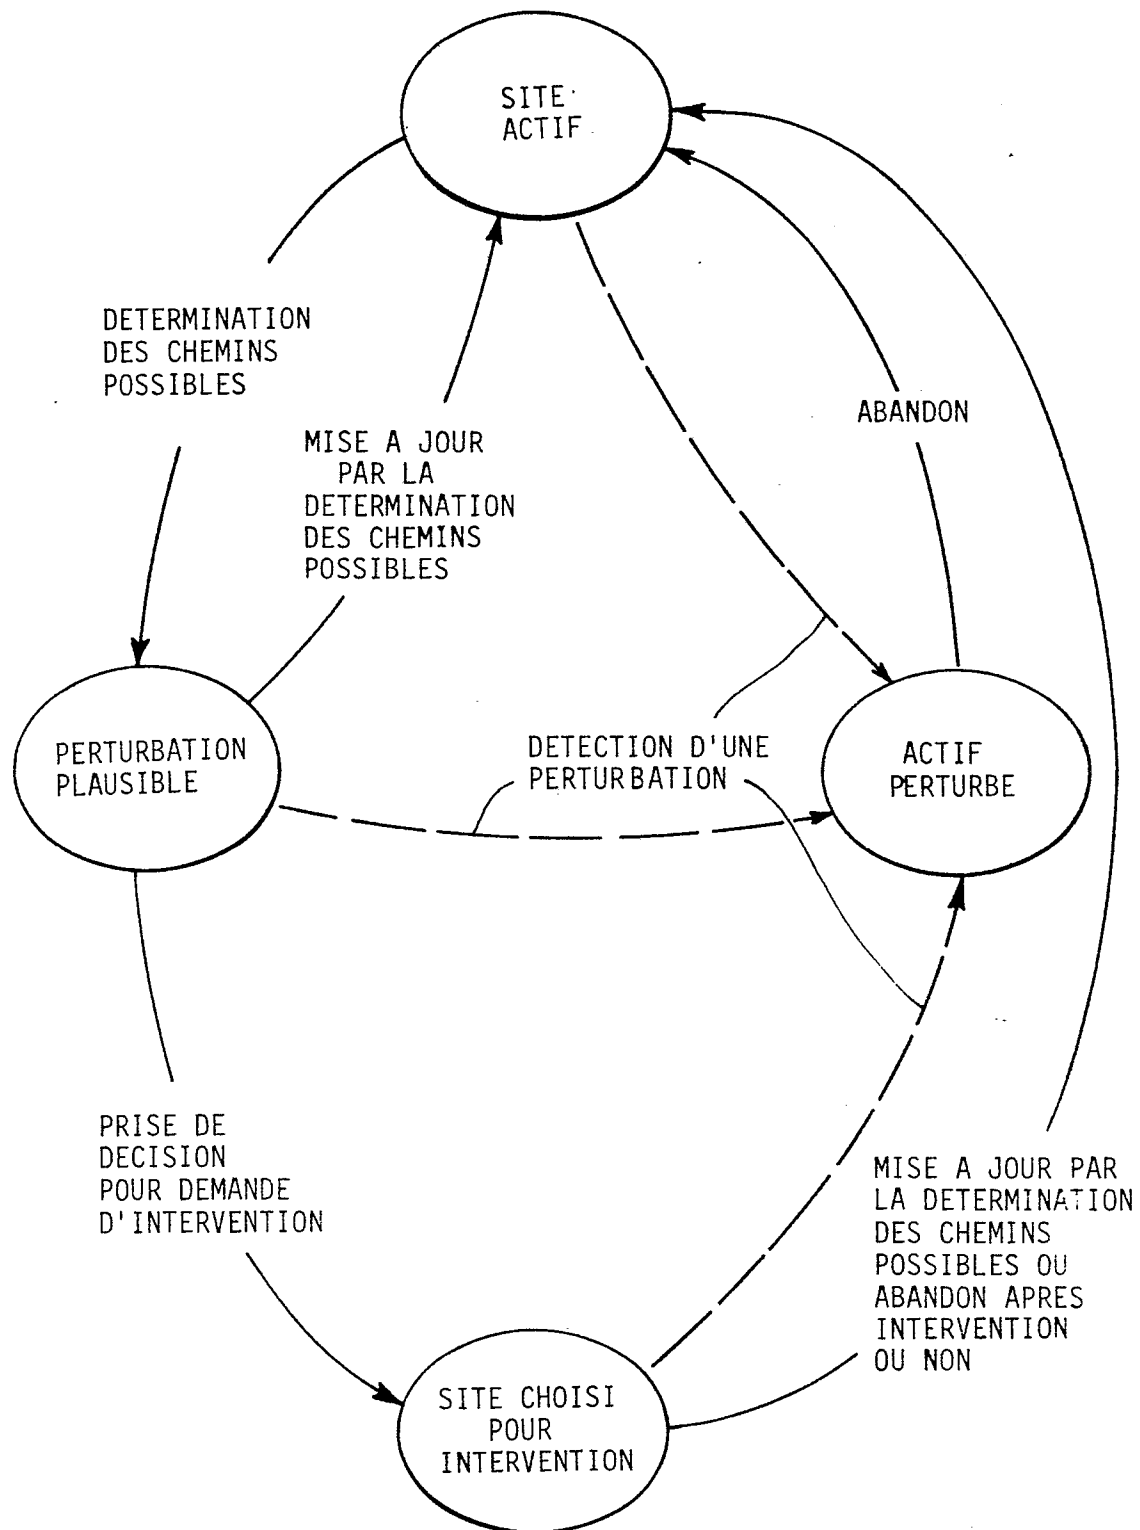 SITE
ACTIF
DETERMINATION
DES CHEMINS
POSSIBLES
MISE A JOUR
PAR LA
DETERMINATION
DES CHEMINS
POSSIBLES
ABANDON
PERTURBATION
PLAUSIBLE
DETECTION D'UNE
PERTURBATION
ACTIF
PERTURBE
PRISE DE
DECISION
POUR DEMANDE
D'INTERVENTION
MISE A JOUR PAR
LA DETERMINATION
DES CHEMINS
POSSIBLES OU
ABANDON APRES
INTERVENTION
OU NON
SITE CHOISI
POUR
INTERVENTION